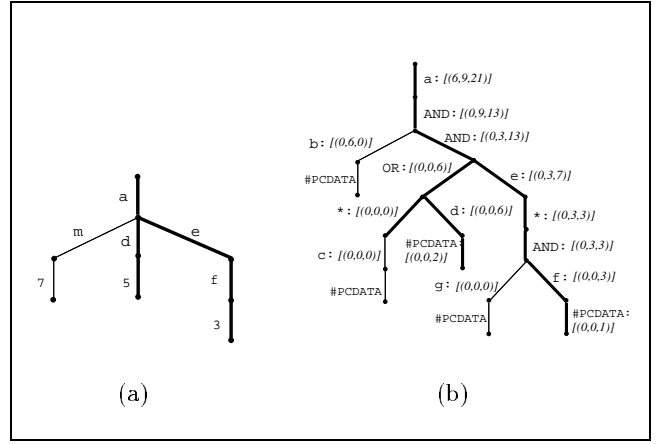 a
m
d
e
7
5
f
3
(a)
a: [(6,9,21)]
AND: [(0,9,13)]
AND: [(0,3,13)]
b: [(0,6,0)]
OR: [(0,0,6)]
e: [(0,3,7)]
#PCDATA
*: [(0,0,0)]
d: [(0,0,6)]
*: [(0,3,3)]
c: [(0,0,0)]
#PCDATA:
[(0,0,2)]
AND: [(0,3,3)]
#PCDATA
g: [(0,0,0)]
f: [(0,0,3)]
#PCDATA
#PCDATA:
[(0,0,1)]
(b)